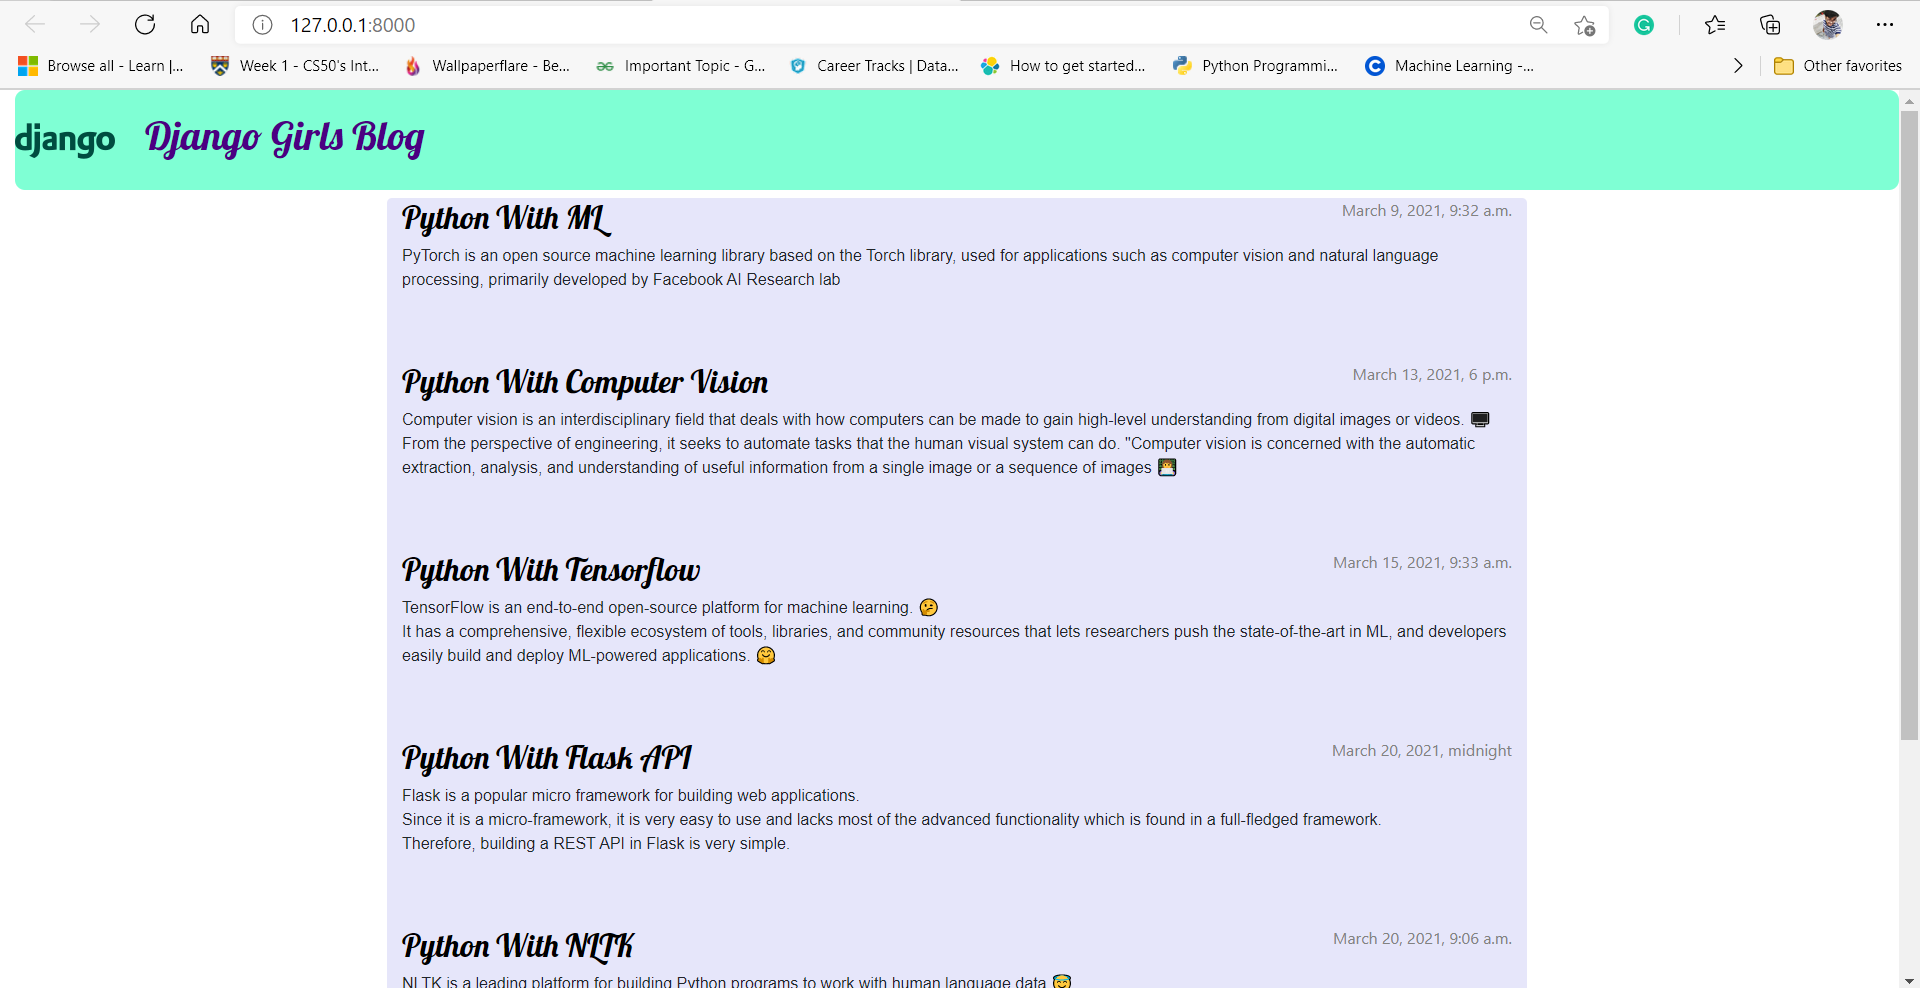 127.0.0.1:8000
Browse all - Learn |... Week 1 - CS50's Int... Wallpaperflare - Be... Important Topic - G... Career Tracks | Data... How to get started... Python Programmi... Machine Learning -... Other favorites
django Django Girls Blog
Python With ML March 9, 2021, 9:32 a.m.
PyTorch is an open source machine learning library based on the Torch library, used for applications such as computer vision and natural language
processing, primarily developed by Facebook AI Research lab
Python With Computer Vision March 13, 2021, 6 p.m.
Computer vision is an interdisciplinary field that deals with how computers can be made to gain high-level understanding from digital images or videos. 🖥️
From the perspective of engineering, it seeks to automate tasks that the human visual system can do. "Computer vision is concerned with the automatic
extraction, analysis, and understanding of useful information from a single image or a sequence of images 👨‍💻
Python With Tensorflow March 15, 2021, 9:33 a.m.
TensorFlow is an end-to-end open-source platform for machine learning. 🤔
It has a comprehensive, flexible ecosystem of tools, libraries, and community resources that lets researchers push the state-of-the-art in ML, and developers
easily build and deploy ML-powered applications. 🤗
Python With Flask API March 20, 2021, midnight
Flask is a popular micro framework for building web applications.
Since it is a micro-framework, it is very easy to use and lacks most of the advanced functionality which is found in a full-fledged framework.
Therefore, building a REST API in Flask is very simple.
Python With NLTK March 20, 2021, 9:06 a.m.
NLTK is a leading platform for building Python programs to work with human language data 😇